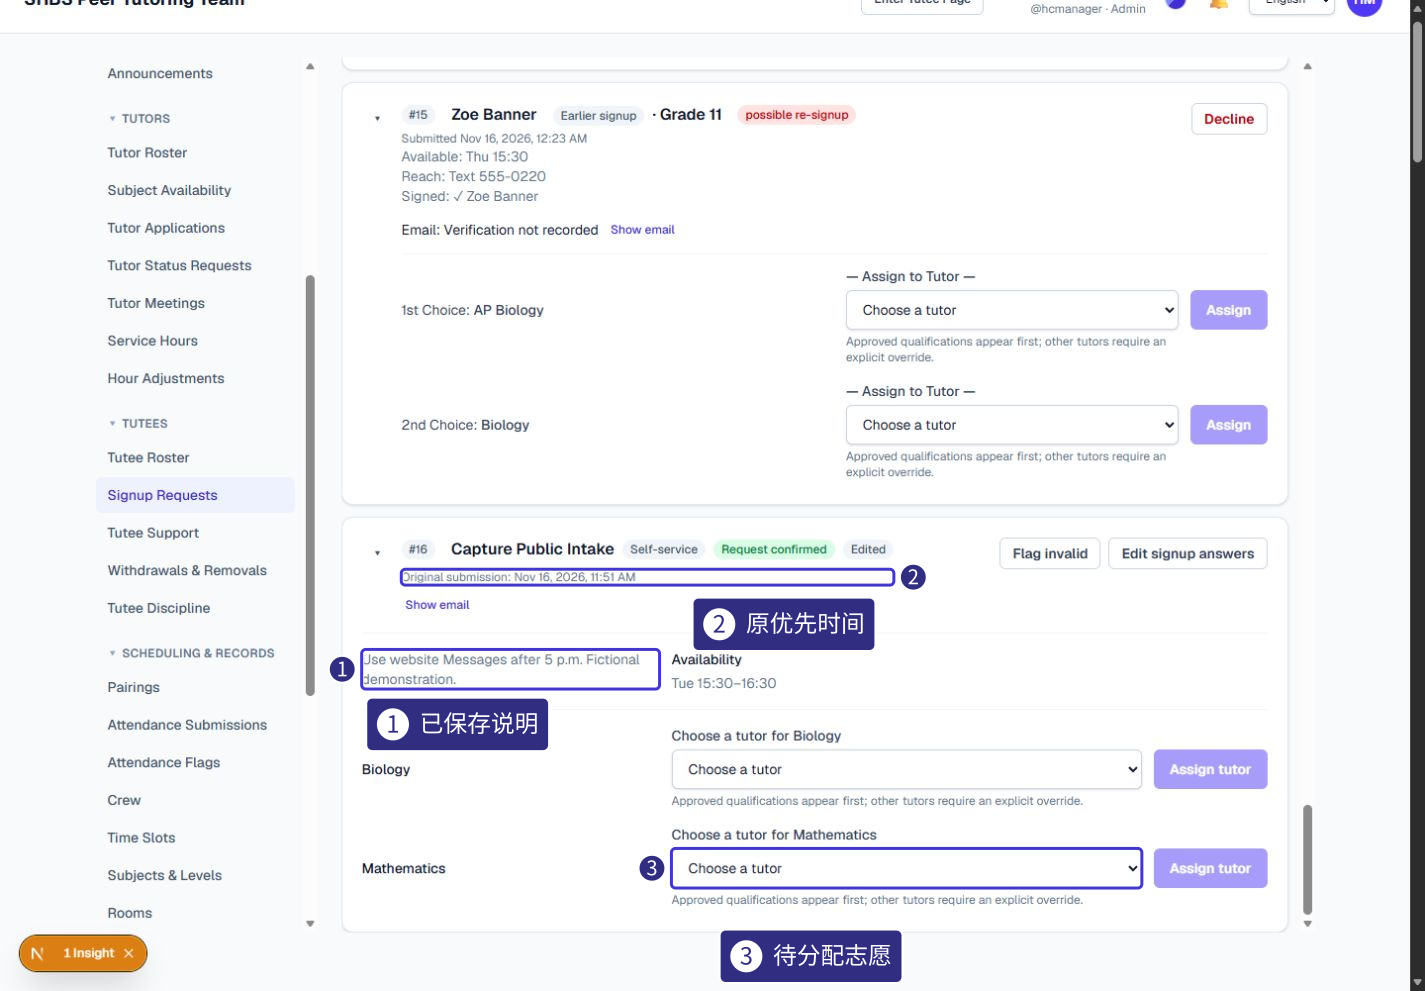 SHBS Peer Tutoring Team
Enter Tutee Page
@hcmanager · Admin
English
HM
Announcements
TUTORS
Tutor Roster
Subject Availability
Tutor Applications
Tutor Status Requests
Tutor Meetings
Service Hours
Hour Adjustments
TUTEES
Tutee Roster
Signup Requests
Tutee Support
Withdrawals & Removals
Tutee Discipline
SCHEDULING & RECORDS
Pairings
Attendance Submissions
Attendance Flags
Crew
Time Slots
Subjects & Levels
Rooms
N 1 Insight ×
#15 Zoe Banner Earlier signup · Grade 11 possible re-signup
Decline
Submitted Nov 16, 2026, 12:23 AM
Available: Thu 15:30
Reach: Text 555-0220
Signed: ✓ Zoe Banner
Email: Verification not recorded Show email
— Assign to Tutor —
1st Choice: AP Biology
Choose a tutor
Assign
Approved qualifications appear first; other tutors require an
explicit override.
— Assign to Tutor —
2nd Choice: Biology
Choose a tutor
Assign
Approved qualifications appear first; other tutors require an
explicit override.
#16 Capture Public Intake Self-service Request confirmed Edited
Flag invalid
Edit signup answers
Original submission: Nov 16, 2026, 11:51 AM
2
Show email
2 原优先时间
1
Use website Messages after 5 p.m. Fictional
demonstration.
Availability
Tue 15:30–16:30
1 已保存说明
Choose a tutor for Biology
Biology
Choose a tutor
Assign tutor
Approved qualifications appear first; other tutors require an explicit override.
Choose a tutor for Mathematics
Mathematics
3
Choose a tutor
Assign tutor
Approved qualifications appear first; other tutors require an explicit override.
3 待分配志愿